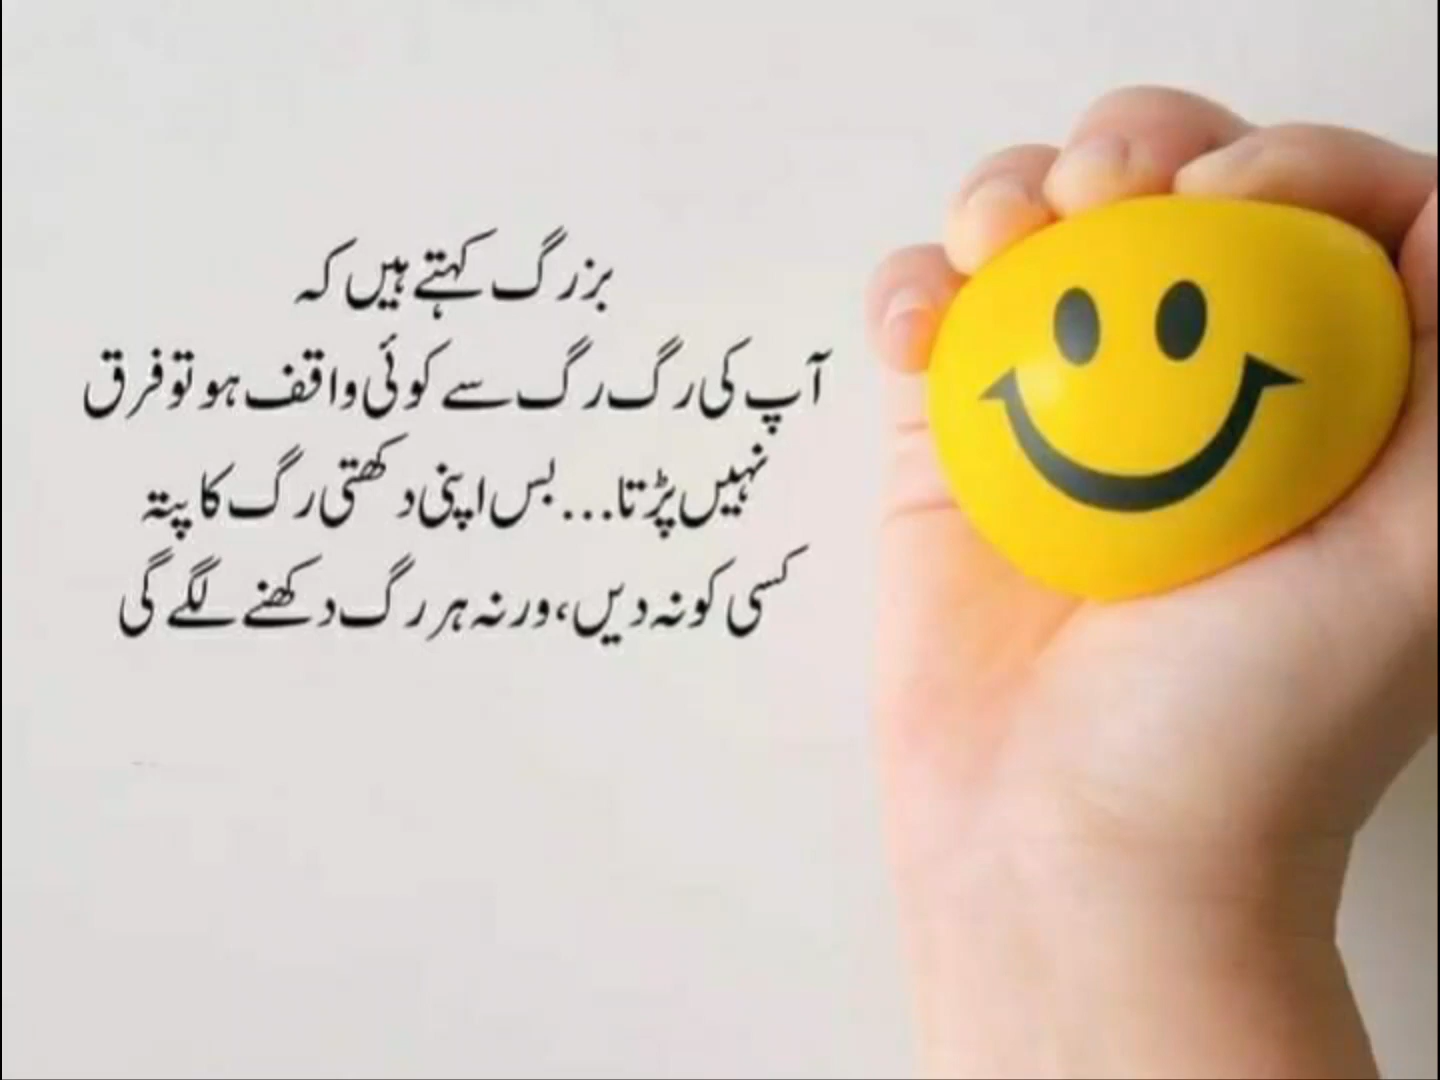 بزرگ کہتے ہیں کہ
آپ کی رگ رگ سے کوئی واقف ہو تو فرق
نہیں پڑتا... بس اپنی دکھتی رگ کا پتہ
کسی کو نہ دیں، ورنہ ہر رگ دکھنے لگے گی